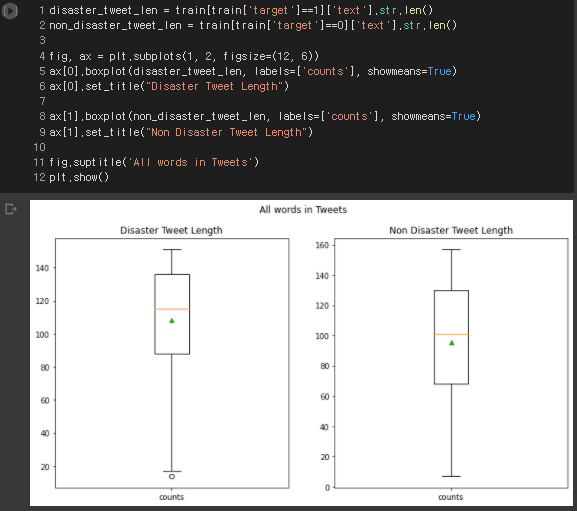 1 disaster_tweet_len = train[train['target']==1]['text'].str.len()
2 non_disaster_tweet_len = train[train['target']==0]['text'].str.len()
3
4 fig, ax = plt.subplots(1, 2, figsize=(12, 6))
5 ax[0].boxplot(disaster_tweet_len, labels=['counts'], showmeans=True)
6 ax[0].set_title("Disaster Tweet Length")
7
8 ax[1].boxplot(non_disaster_tweet_len, labels=['counts'], showmeans=True)
9 ax[1].set_title("Non Disaster Tweet Length")
10
11 fig.suptitle('All words in Tweets')
12 plt.show()
All words in Tweets
Disaster Tweet Length
140
120
100
80
60
40
20
counts
Non Disaster Tweet Length
160
140
120
100
80
60
40
20
0
counts